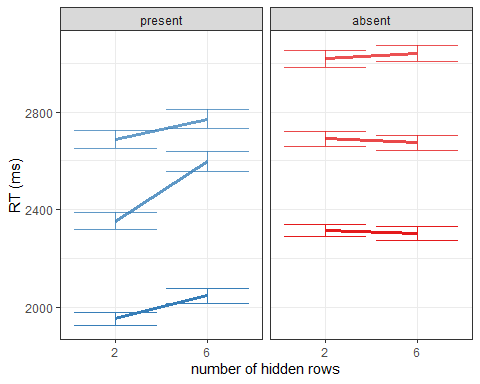 present
absent
RT (ms)
2800
2400
2000
2
6
2
6
number of hidden rows